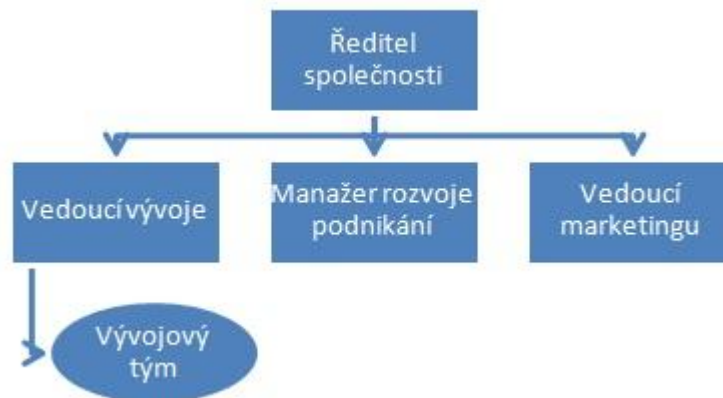 Ředitel
společnosti
Vedoucí vývoje
Manažer rozvoje
podnikání
Vedoucí
marketingu
Vývojový
tým